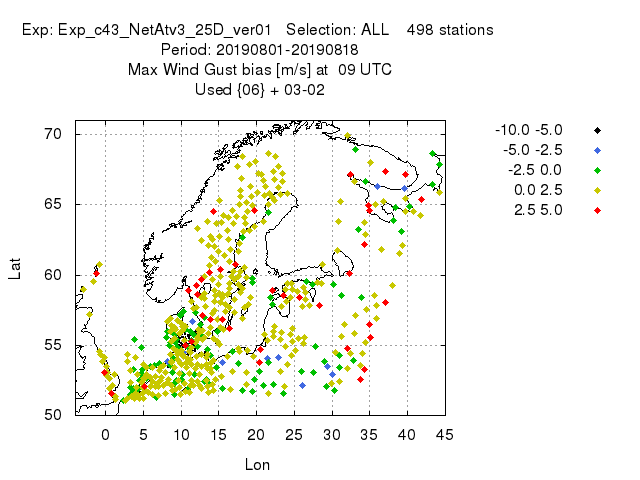 Exp: Exp_c43_NetAtv3_25D_ver01 Selection: ALL 498 stations
Period: 20190801-20190818
Max Wind Gust bias [m/s] at 09 UTC
Used {06} + 03-02
-10.0 -5.0
-5.0 -2.5
-2.5 0.0
0.0 2.5
2.5 5.0
70
65
60
55
50
Lat
0 5 10 15 20 25 30 35 40 45
Lon